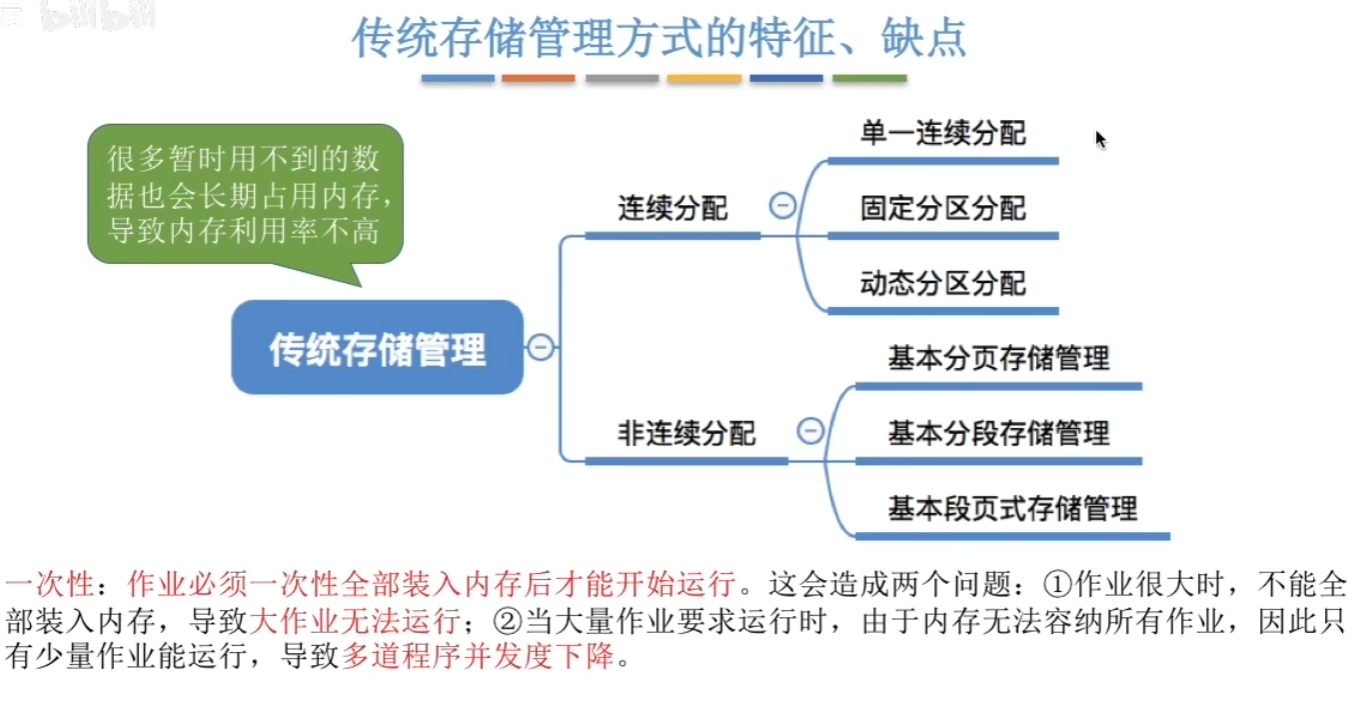 bilibili
传统存储管理方式的特征、缺点
很多暂时用不到的数
据也会长期占用内存，
导致内存利用率不高
传统存储管理
连续分配
单一连续分配
固定分区分配
动态分区分配
非连续分配
基本分页存储管理
基本分段存储管理
基本段页式存储管理
一次性：作业必须一次性全部装入内存后才能开始运行。这会造成两个问题：①作业很大时，不能全
部装入内存，导致大作业无法运行；②当大量作业要求运行时，由于内存无法容纳所有作业，因此只
有少量作业能运行，导致多道程序并发度下降。